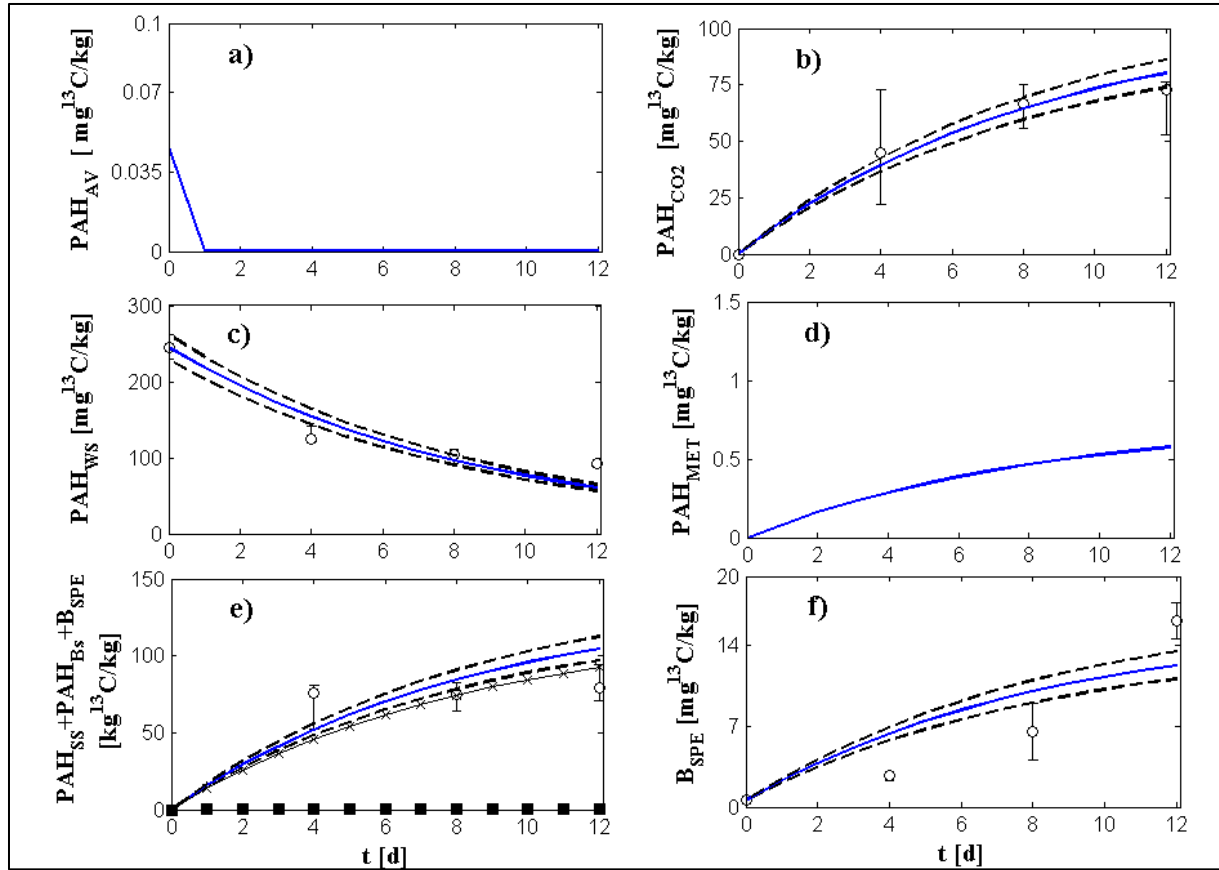 a)
PAH_AV [ mg^13C/kg]
0.1
0.07
0.035
0
0 2 4 6 8 10 12
b)
PAH_CO2 [mg^13C/kg]
100
75
50
25
0
0 2 4 6 8 10 12
c)
PAH_WS [mg^13C/kg]
300
200
100
0
0 2 4 6 8 10 12
d)
PAH_MET [mg^13C/kg]
1.5
1
0.5
0
0 2 4 6 8 10 12
e)
PAH_SS+PAH_Bs+B_SPE
[kg^13C/kg]
150
100
50
0
0 2 4 6 8 10 12
t [d]
f)
B_SPE [mg^13C/kg]
20
14
7
0
0 2 4 6 8 10 12
t [d]